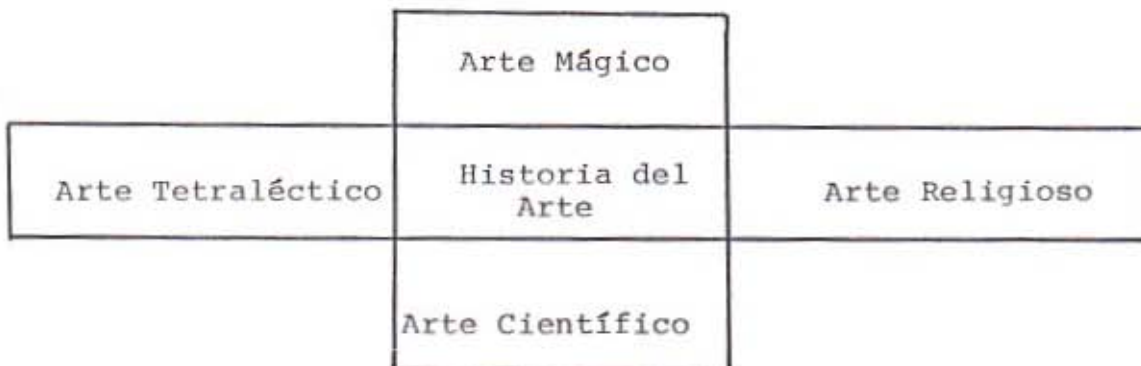 Arte Mágico
Arte Tetraléctico
Historia del
Arte
Arte Religioso
Arte Científico